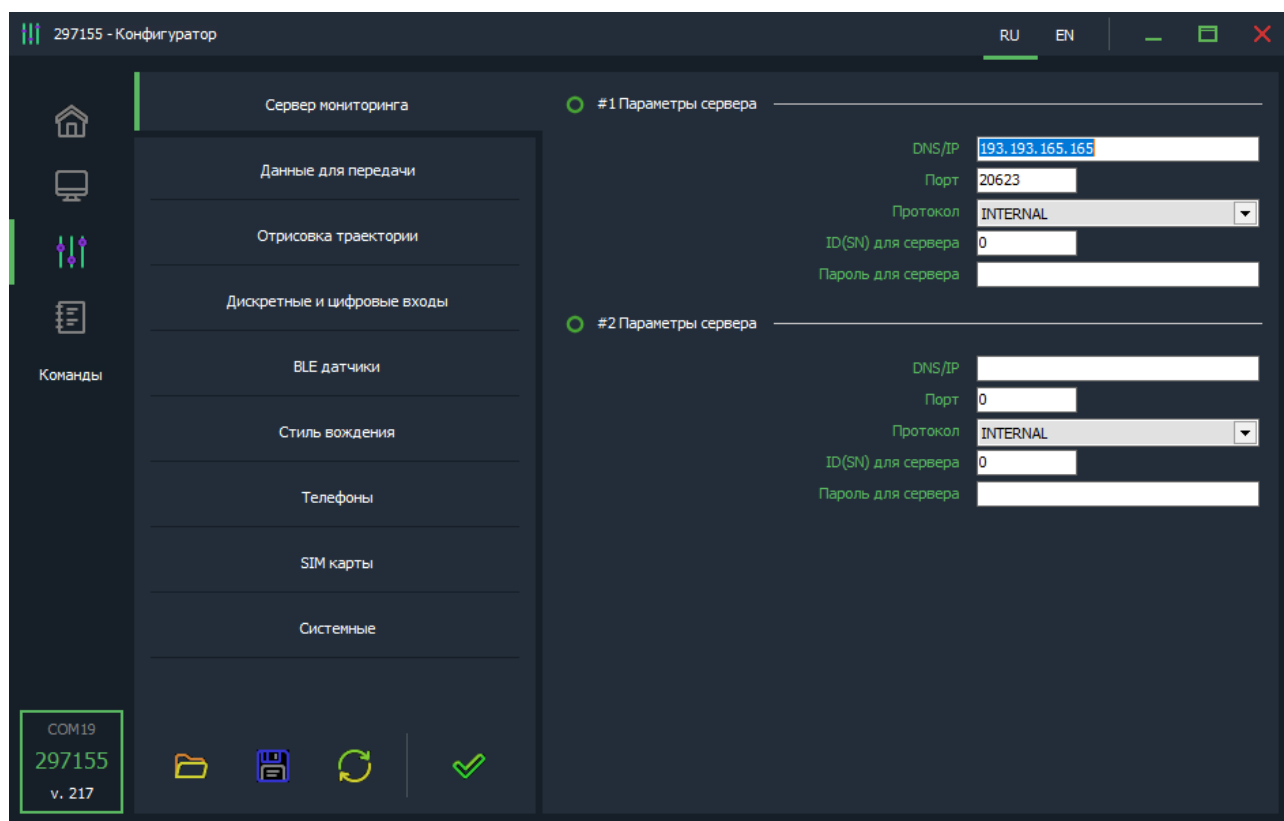 297155 - Конфигуратор
RU EN
Сервер мониторинга
Данные для передачи
Отрисовка траектории
Дискретные и цифровые входы
BLE датчики
Стиль вождения
Телефоны
SIM карты
Системные
Команды
COM19
297155
v. 217
#1 Параметры сервера
DNS/IP 193.193.165.165
Порт 20623
Протокол INTERNAL
ID(SN) для сервера 0
Пароль для сервера
#2 Параметры сервера
DNS/IP
Порт 0
Протокол INTERNAL
ID(SN) для сервера 0
Пароль для сервера